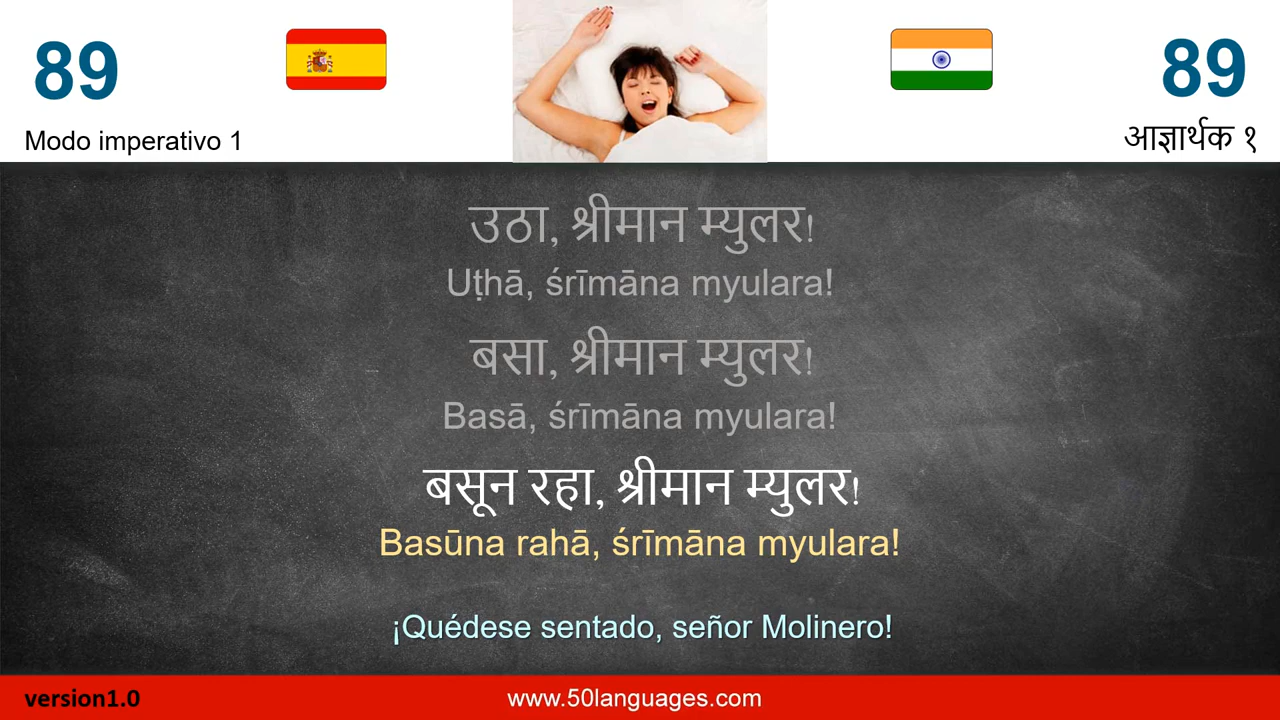 89
89
Modo imperativo 1
आज्ञार्थक १
उठा, श्रीमान म्युलर!
Uṭhā, śrīmāna myulara!
बसा, श्रीमान म्युलर!
Basā, śrīmāna myulara!
बसून रहा, श्रीमान म्युलर!
Basūna rahā, śrīmāna myulara!
¡Quédese sentado, señor Molinero!
version1.0
www.50languages.com